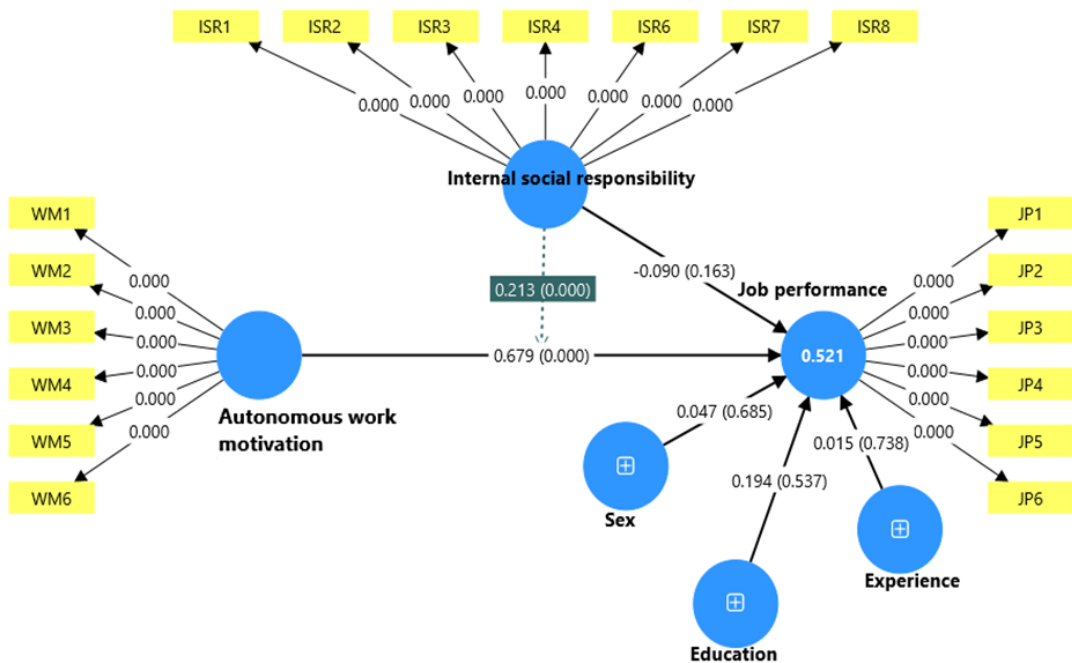 ISR1 ISR2 ISR3 ISR4 ISR6 ISR7 ISR8
0.000 0.000 0.000 0.000 0.000 0.000 0.000
Internal social responsibility
WM1
WM2
WM3
WM4
WM5
WM6
0.000
0.000
0.000
0.000
0.000
0.000
Autonomous work
motivation
0.213 (0.000)
0.679 (0.000)
-0.090 (0.163)
Job performance
0.521
0.000
0.000
0.000
0.000
0.000
0.000
JP1
JP2
JP3
JP4
JP5
JP6
0.047 (0.685)
0.194 (0.537)
0.015 (0.738)
Sex
Experience
Education